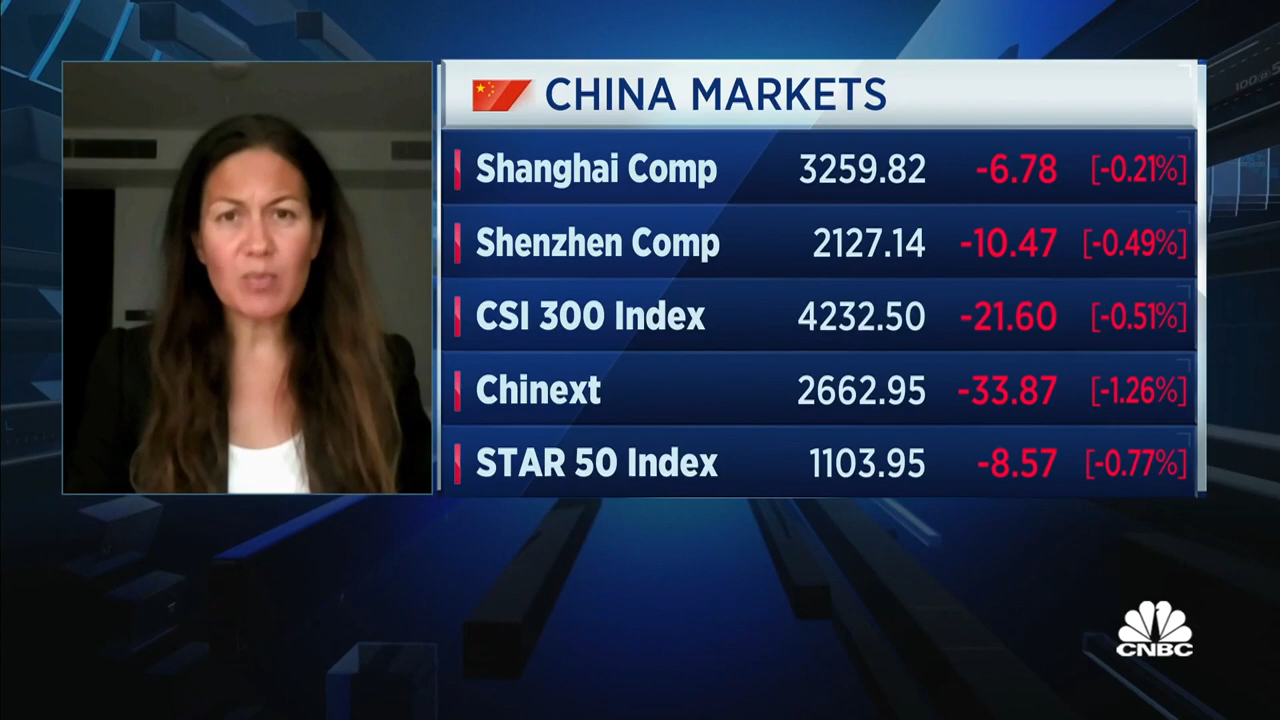 CHINA MARKETS
Shanghai Comp 3259.82 -6.78 [-0.21%]
Shenzhen Comp 2127.14 -10.47 [-0.49%]
CSI 300 Index 4232.50 -21.60 [-0.51%]
Chinext 2662.95 -33.87 [-1.26%]
STAR 50 Index 1103.95 -8.57 [-0.77%]
CNBC